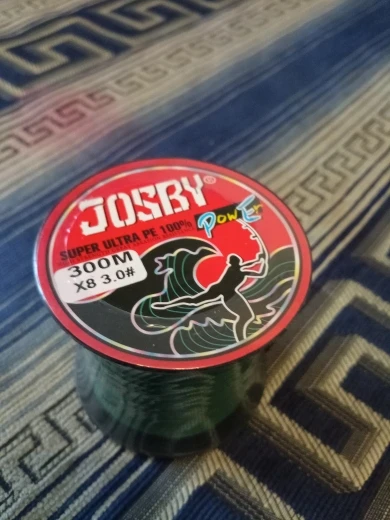 JOSBY®
PowEr
SUPER ULTRA PE 100%
300M
X8 3.0#